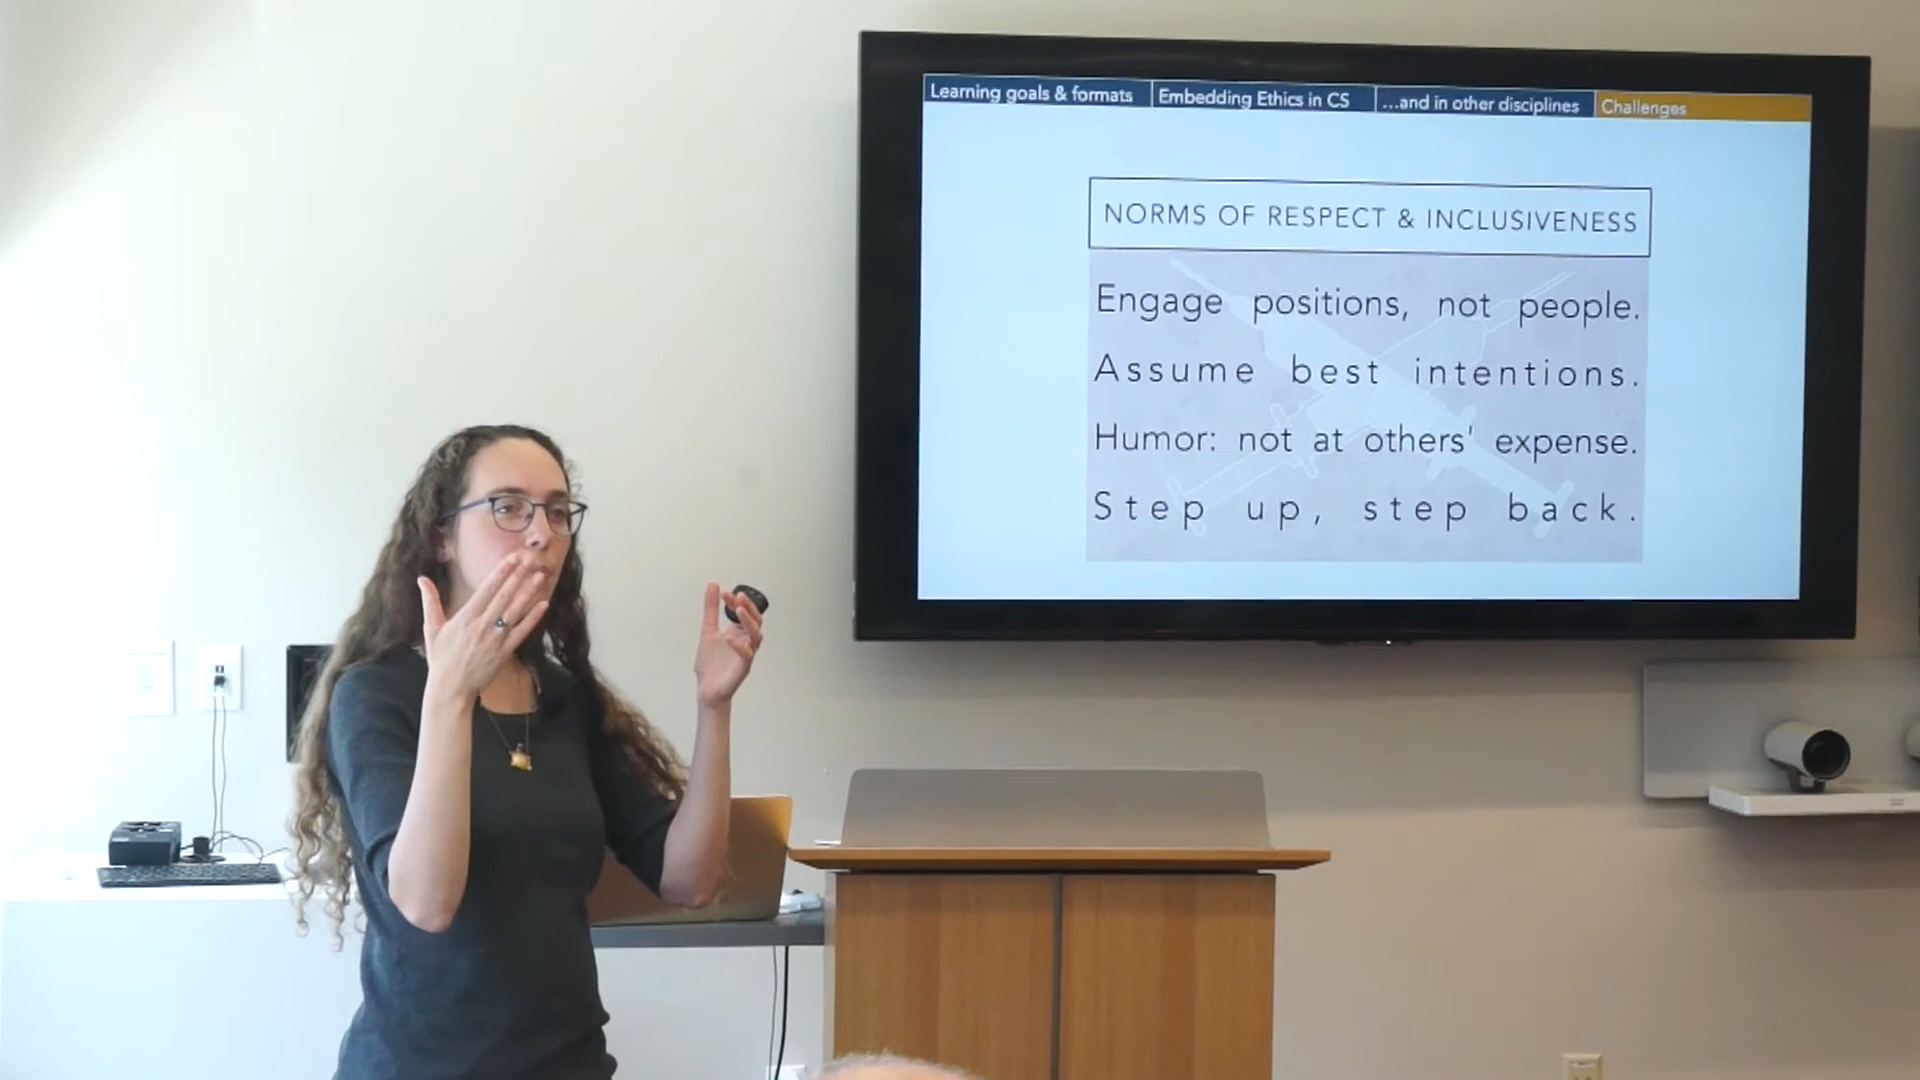 Learning goals & formats
Embedding Ethics in CS
...and in other disciplines
Challenges
NORMS OF RESPECT & INCLUSIVENESS
Engage positions, not people.
Assume best intentions.
Humor: not at others' expense.
Step up, step back.